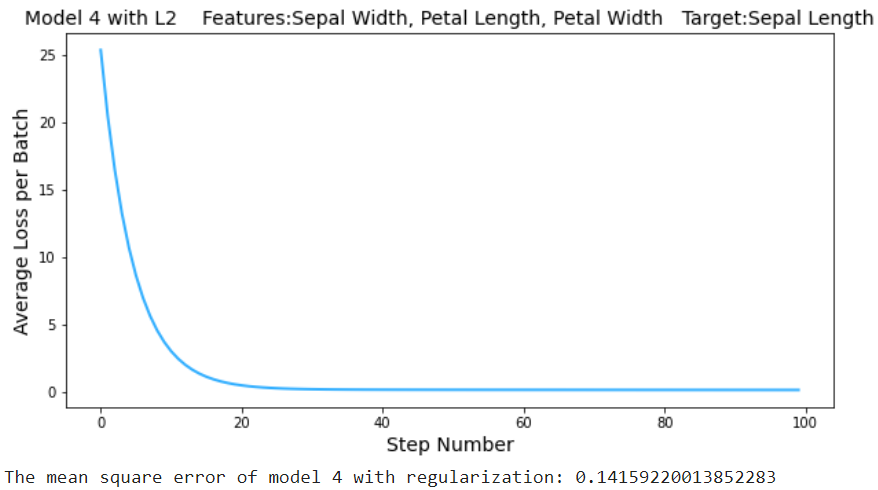 Model 4 with L2    Features:Sepal Width, Petal Length, Petal Width   Target:Sepal Length
25
20
15
10
5
0
Average Loss per Batch
0 20 40 60 80 100
Step Number
The mean square error of model 4 with regularization: 0.14159220013852283